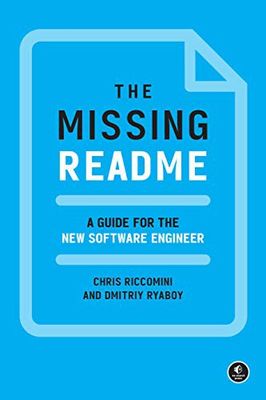 THE
MISSING
README
A GUIDE FOR THE
NEW SOFTWARE ENGINEER
CHRIS RICCOMINI
AND DMITRIY RYABOY